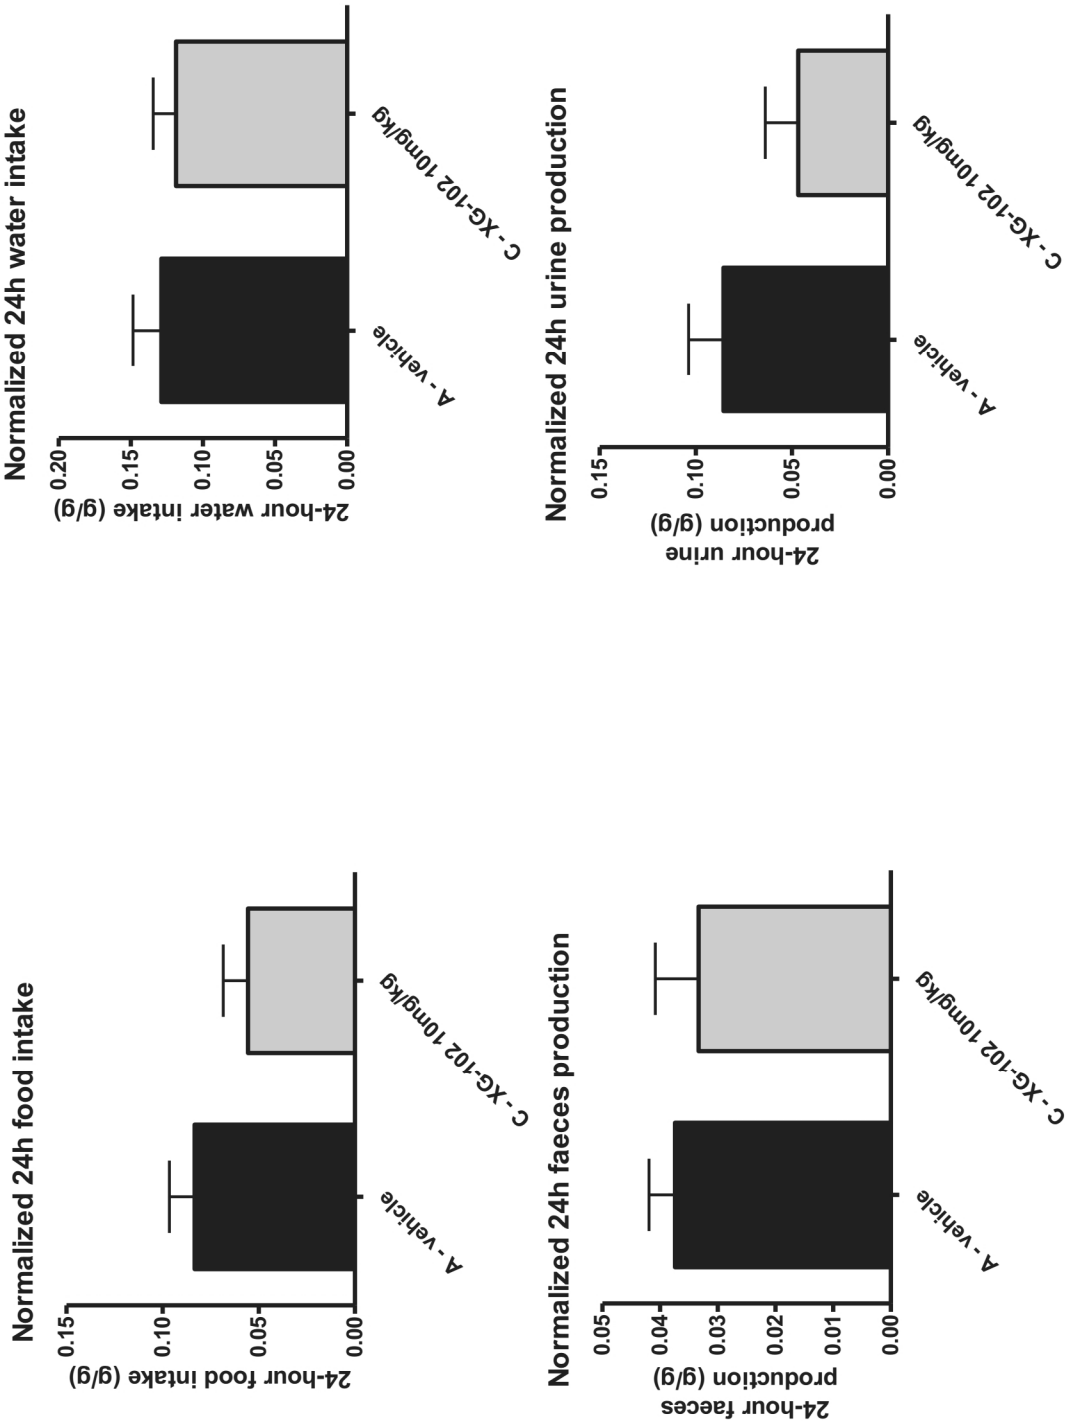 Normalized 24h food intake
24-hour food intake (g/g)
0.15
0.10
0.05
0.00
A - vehicle
C - XG-102 10mg/kg
Normalized 24h water intake
24-hour water intake (g/g)
0.20
0.15
0.10
0.05
0.00
A - vehicle
C - XG-102 10mg/kg
Normalized 24h faeces production
24-hour faeces
production (g/g)
0.05
0.04
0.03
0.02
0.01
0.00
A - vehicle
C - XG-102 10mg/kg
Normalized 24h urine production
24-hour urine
production (g/g)
0.15
0.10
0.05
0.00
A - vehicle
C - XG-102 10mg/kg